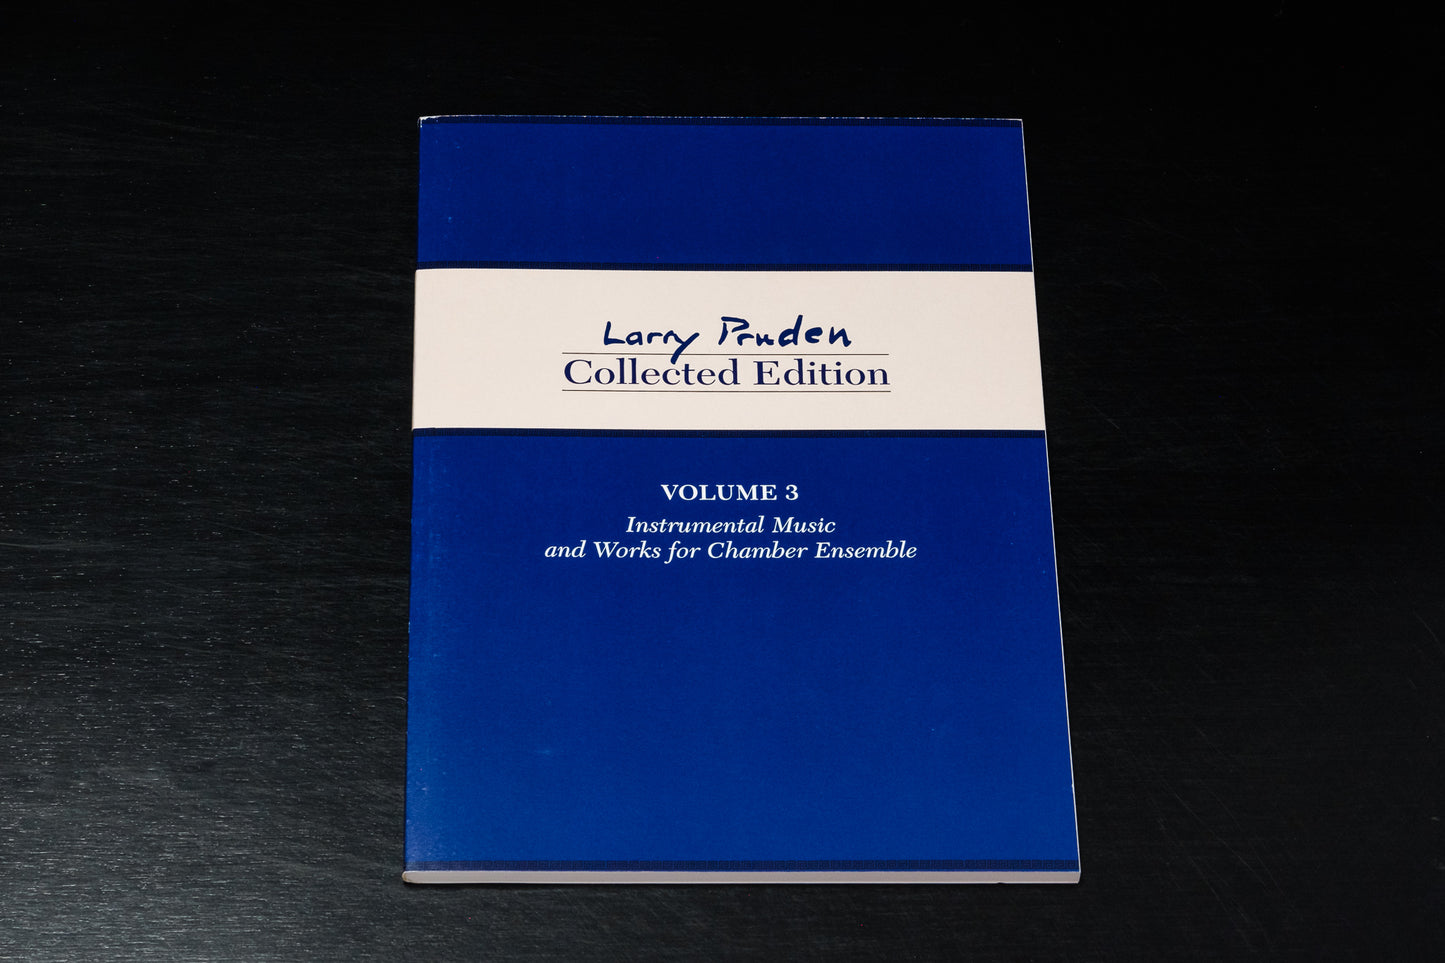 Larry Pruden
Collected Edition
VOLUME 3
Instrumental Music
and Works for Chamber Ensemble